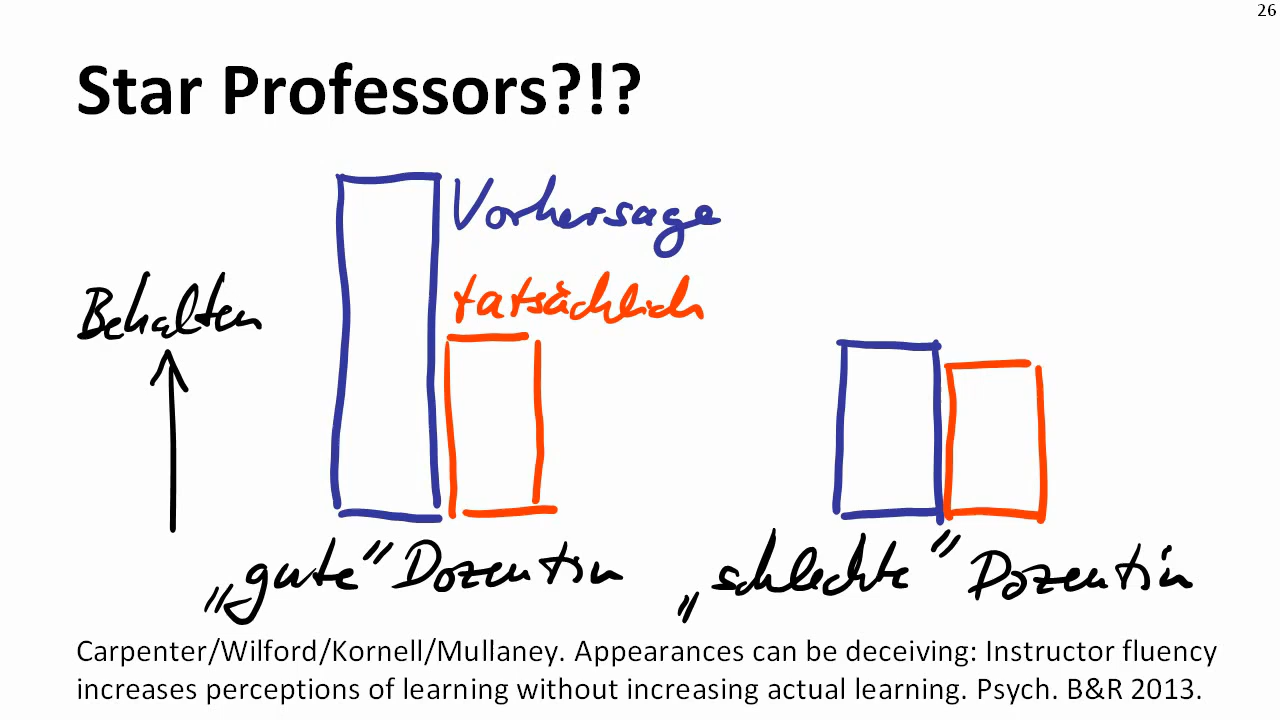 26
Star Professors?!?
Vorhersage
tatsächlich
Behalten
„gute“ Dozentin
„schlechte“ Dozentin
Carpenter/Wilford/Kornell/Mullaney. Appearances can be deceiving: Instructor fluency
increases perceptions of learning without increasing actual learning. Psych. B&R 2013.